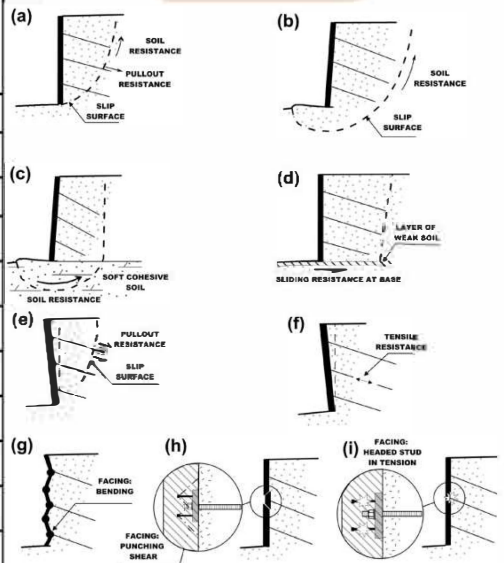 (a)
SOIL
RESISTANCE
PULLOUT
RESISTANCE
SLIP
SURFACE
(b)
SOIL
RESISTANCE
SLIP
SURFACE
(c)
SOFT COHESIVE
SOIL
SOIL RESISTANCE
(d)
LAYER OF
WEAK SOIL
SLIDING RESISTANCE AT BASE
(e)
PULLOUT
RESISTANCE
SLIP
SURFACE
(f)
TENSILE
RESISTANCE
(g)
FACING:
BENDING
(h)
FACING:
PUNCHING
SHEAR
(i)
FACING:
HEADED STUD
IN TENSION